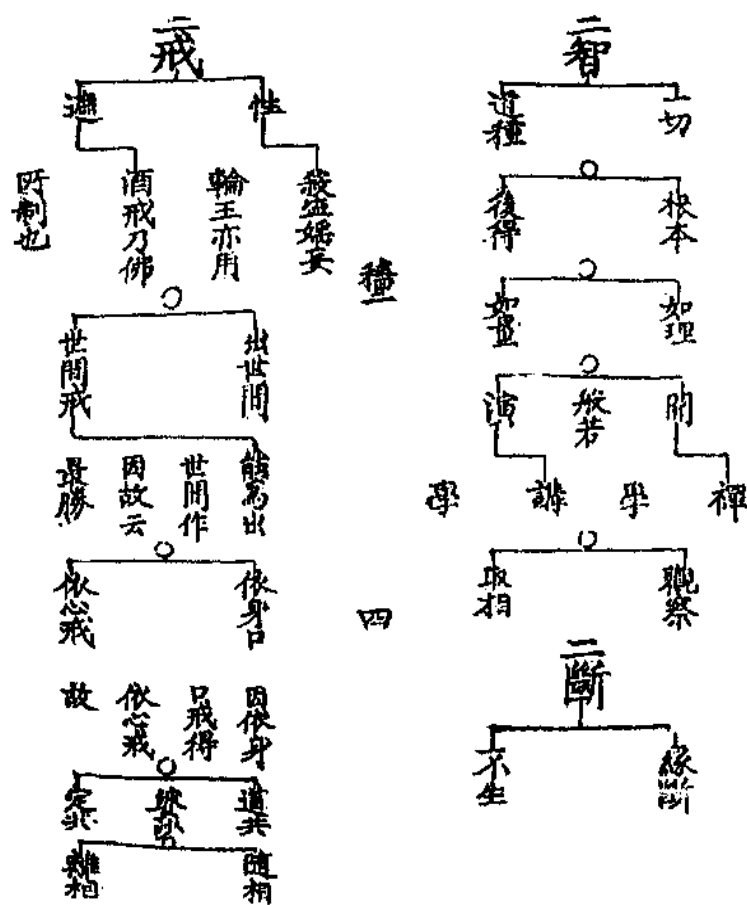 二智
一切
道種
根本
後得
如理
如量
般若
開
禪
學
演
講
學
觀察
取相
二斷
緣斷
不生
種一
四
二戒
性
殺盜婬妄
輪王亦用
遮
酒戒乃佛
所制也
出世間
世間戒
能為出
世間作
因故云
最勝
依身口
依心戒
因依身
口戒得
依心戒
故
道共
定共
隨相
離相